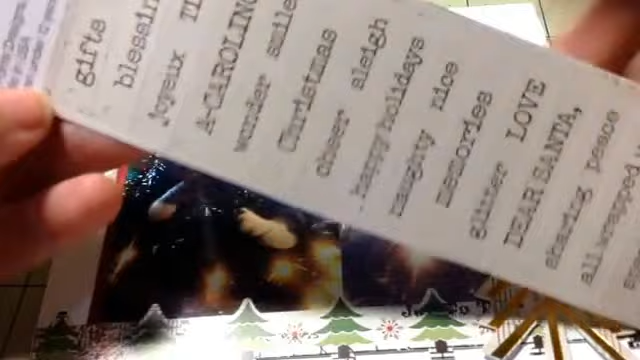 gifts
joyeux
A-CAROLING
wonder smile
Christmas
cheer sleigh
happy holidays
naughty nice
memories
glitter LOVE
DEAR SANTA,
sharing peace
all wrapped